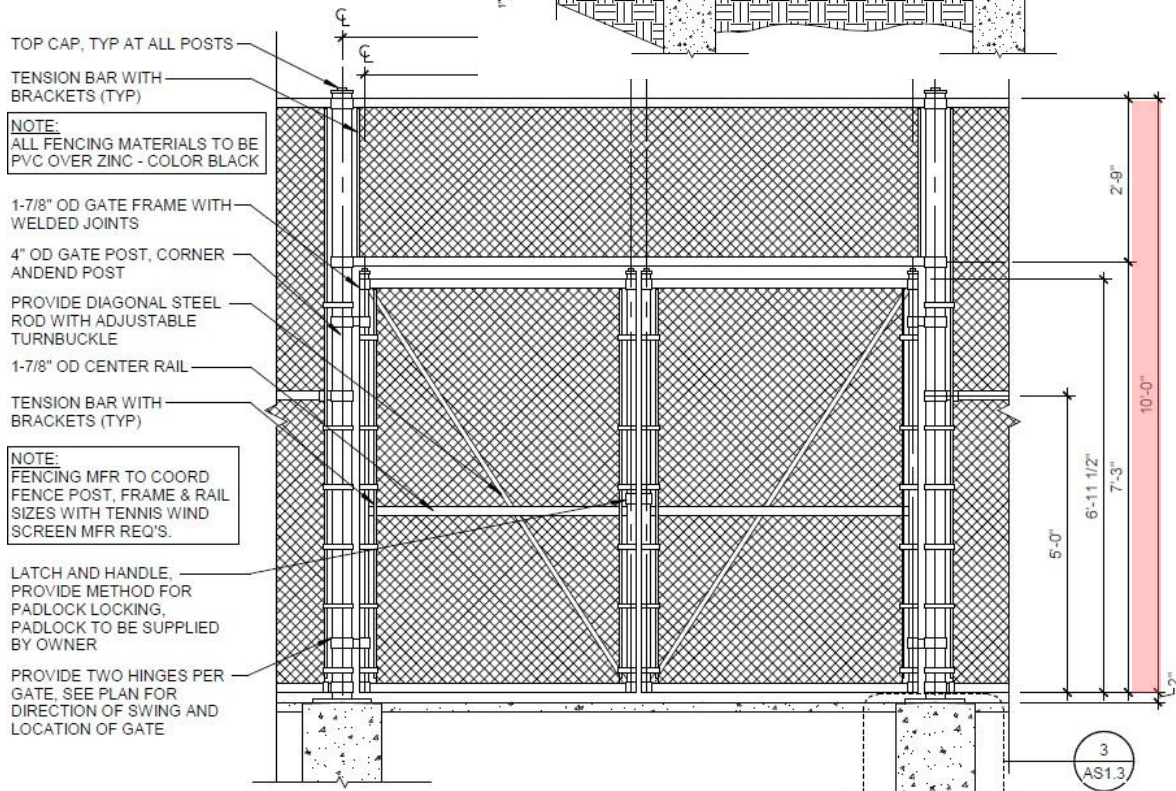 ℄
℄
TOP CAP, TYP AT ALL POSTS
TENSION BAR WITH
BRACKETS (TYP)
NOTE:
ALL FENCING MATERIALS TO BE
PVC OVER ZINC - COLOR BLACK
1-7/8" OD GATE FRAME WITH
WELDED JOINTS
4" OD GATE POST, CORNER
ANDEND POST
PROVIDE DIAGONAL STEEL
ROD WITH ADJUSTABLE
TURNBUCKLE
1-7/8" OD CENTER RAIL
TENSION BAR WITH
BRACKETS (TYP)
NOTE:
FENCING MFR TO COORD
FENCE POST, FRAME & RAIL
SIZES WITH TENNIS WIND
SCREEN MFR REQ'S.
LATCH AND HANDLE,
PROVIDE METHOD FOR
PADLOCK LOCKING,
PADLOCK TO BE SUPPLIED
BY OWNER
PROVIDE TWO HINGES PER
GATE, SEE PLAN FOR
DIRECTION OF SWING AND
LOCATION OF GATE
2'-9"
10'-0"
7'-3"
6'-11 1/2"
5'-0"
2"
3
AS1.3